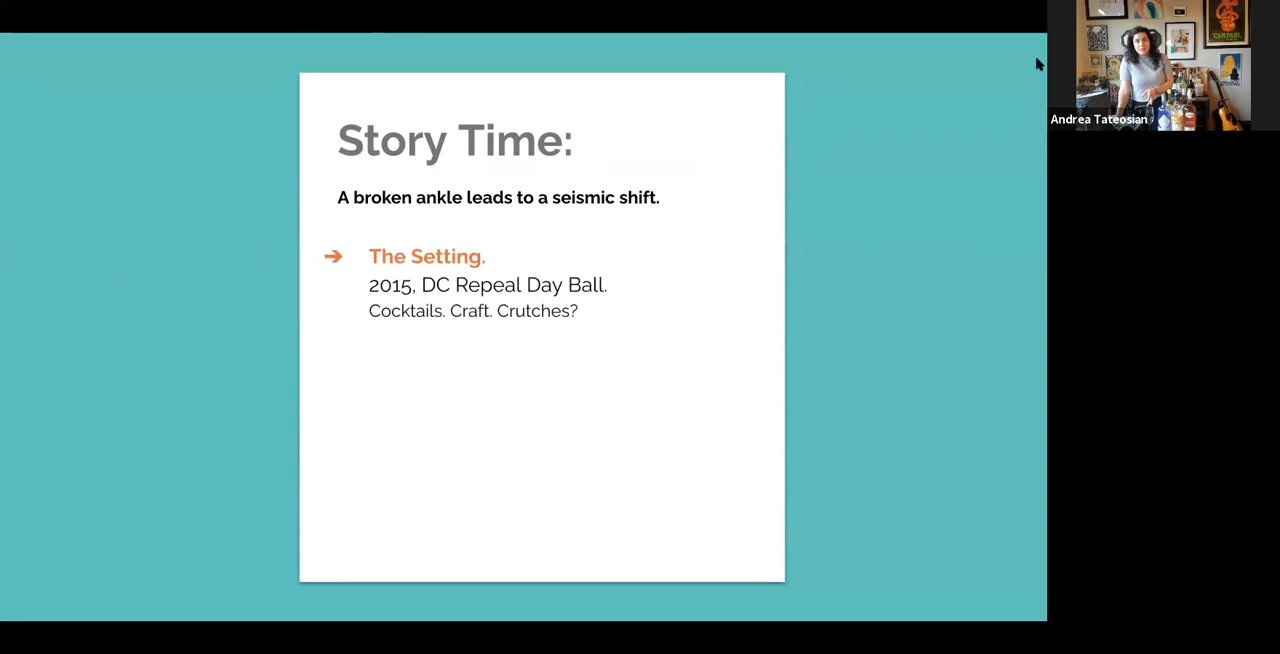 Story Time:
A broken ankle leads to a seismic shift.
➔ The Setting.
2015, DC Repeal Day Ball.
Cocktails. Craft. Crutches?
CAMPARI
Andrea Tateosian